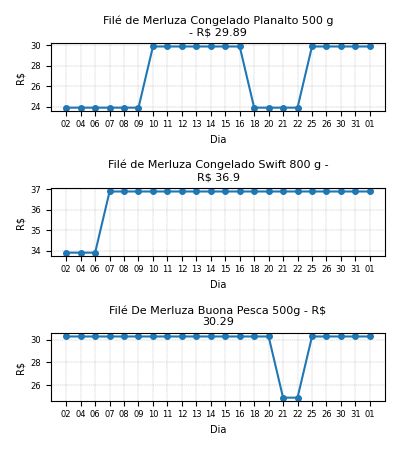 Filé de Merluza Congelado Planalto 500 g
- R$ 29.89
30
28
26
24
R$
02 04 06 07 08 09 10 11 12 13 14 15 16 18 20 21 22 25 26 30 31 01
Dia
Filé de Merluza Congelado Swift 800 g -
R$ 36.9
37
36
35
34
R$
02 04 06 07 08 09 10 11 12 13 14 15 16 18 20 21 22 25 26 30 31 01
Dia
Filé De Merluza Buona Pesca 500g - R$
30.29
30
28
26
R$
02 04 06 07 08 09 10 11 12 13 14 15 16 18 20 21 22 25 26 30 31 01
Dia